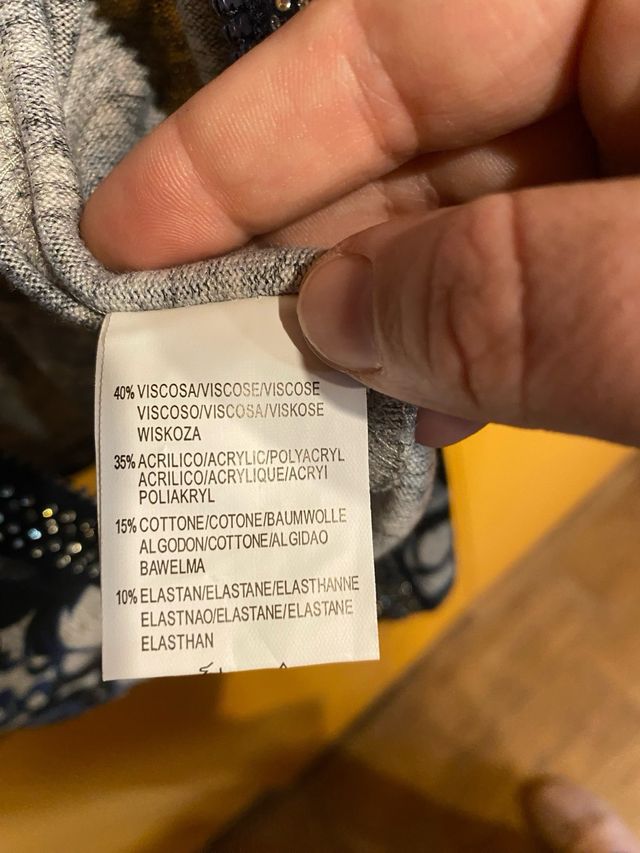 40% VISCOSA/VISCOSE/VISCOSE
VISCOSO/VISCOSA/VISKOSE
WISKOZA
35% ACRILICO/ACRYLIC/POLYACRYL
ACRILICO/ACRYLIQUE/ACRYI
POLIAKRYL
15% COTTONE/COTONE/BAUMWOLLE
ALGODON/COTTONE/ALGIDAO
BAWELMA
10% ELASTAN/ELASTANE/ELASTHANNE
ELASTNAO/ELASTANE/ELASTANE
ELASTHAN